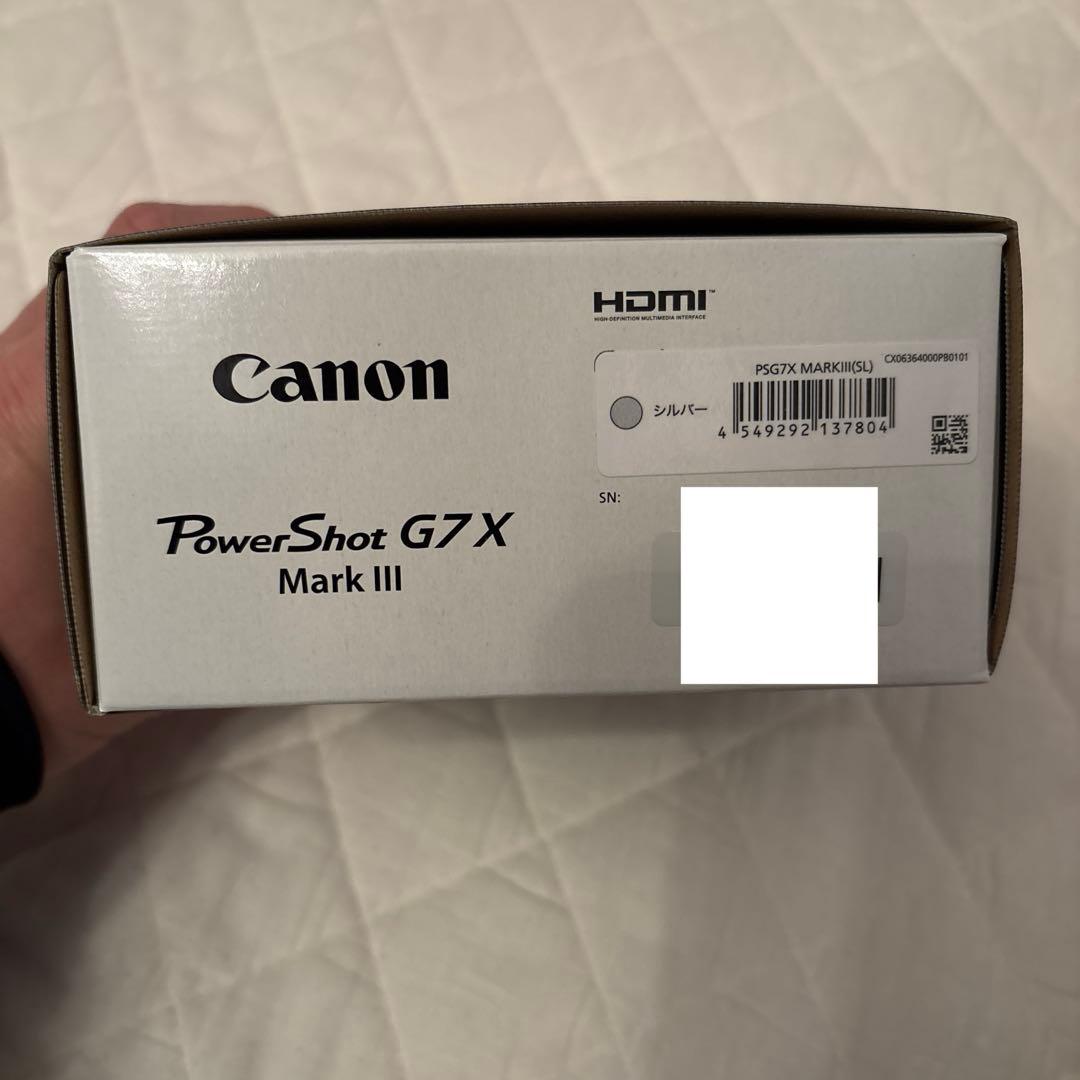 Canon
PowerShot G7 X
Mark III
HDMI™
HIGH-DEFINITION MULTIMEDIA INTERFACE
PSG7X MARKIII(SL)
CX06364000PB0101
シルバー
4 549292 137804
SN: